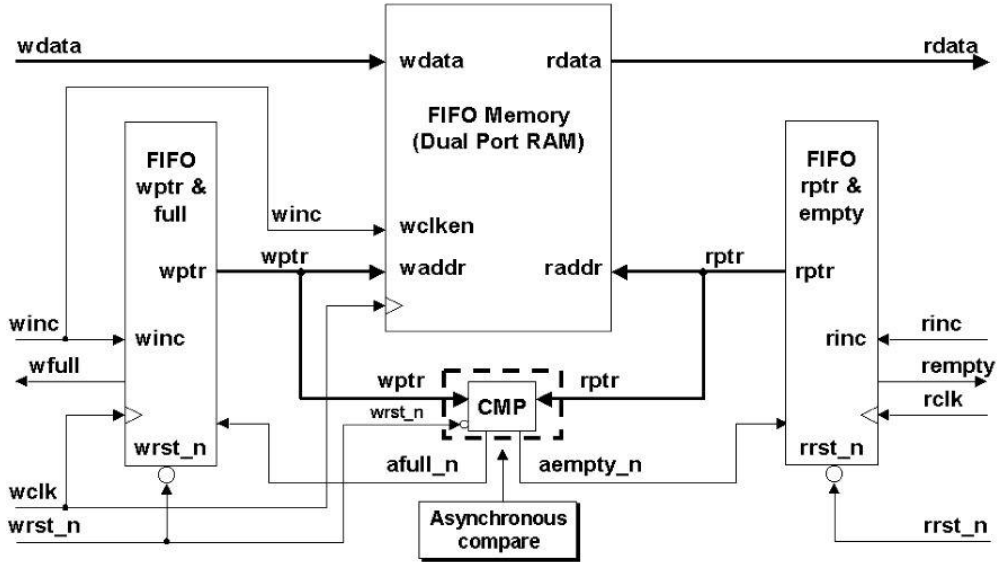 wdata
wdata
rdata
rdata
FIFO Memory
(Dual Port RAM)
FIFO
wptr &
full
FIFO
rptr &
empty
winc
wclken
wptr
wptr
waddr
raddr
rptr
rptr
winc
winc
rinc
rinc
wfull
wptr
rptr
rempty
CMP
wrst_n
rclk
wrst_n
rrst_n
afull_n
aempty_n
wclk
wrst_n
Asynchronous
compare
rrst_n